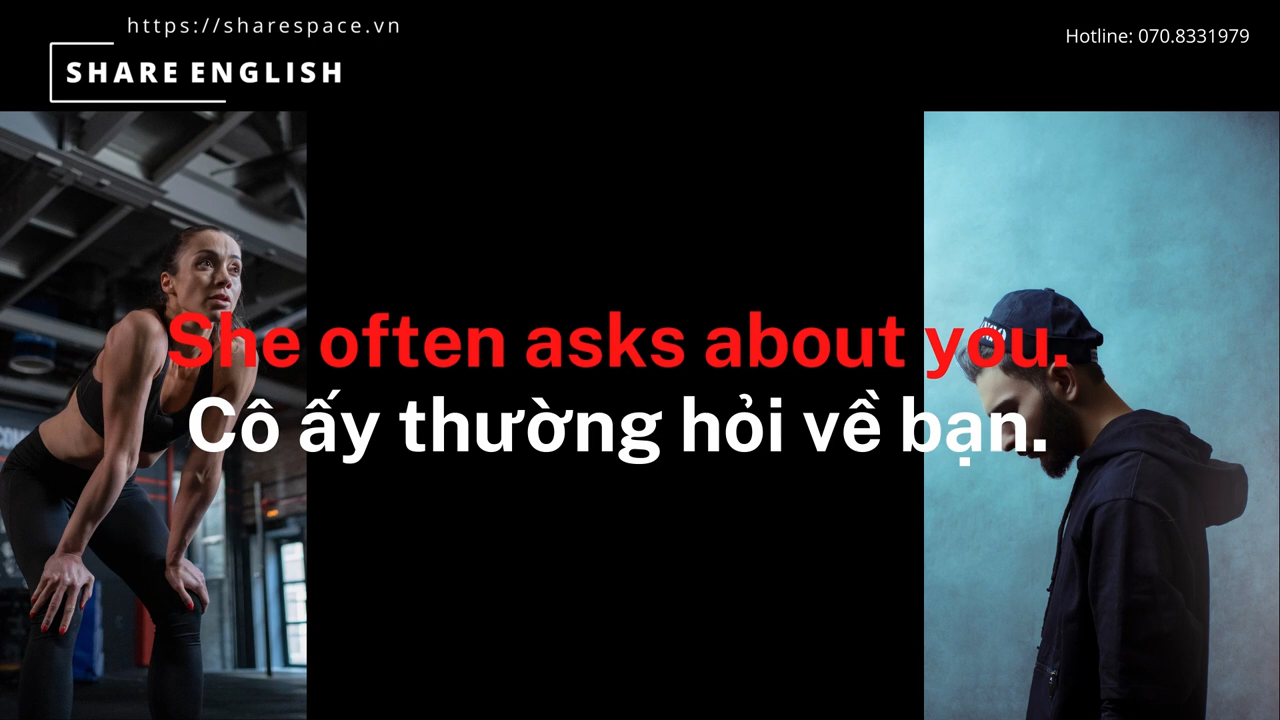 https://sharespace.vn
Hotline: 070.8331979
SHARE ENGLISH
She often asks about you.
Cô ấy thường hỏi về bạn.